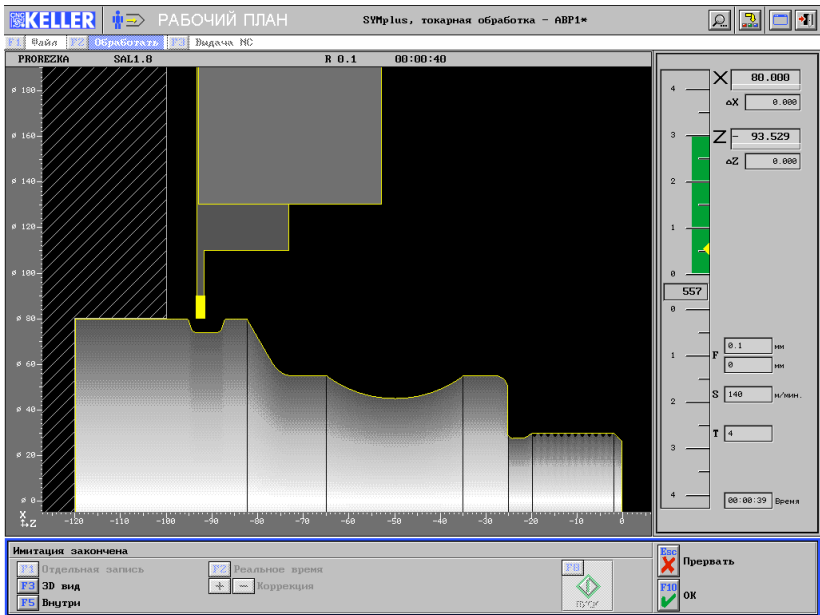 KELLER РАБОЧИЙ ПЛАН SYMplus, токарная обработка - ABP1*
F1 Файл F2 Обработать F3 Выдача NC
PROREZKA SAL1.8 R 0.1 00:00:40
ø 180
ø 160
ø 140
ø 120
ø 100
ø 80
ø 60
ø 40
ø 20
ø 0
X
Z
-120 -110 -100 -90 -80 -70 -60 -50 -40 -30 -20 -10 0
4
3
2
1
0
557
0
1
2
3
4
X 80.000
ΔX 0.000
Z - 93.529
ΔZ 0.000
F 0.1 мм
0 мм
S 140 м/мин.
T 4
00:00:39 Время
Имитация закончена
F1 Отдельная запись F2 Реальное время
F3 3D вид + - Коррекция
F5 Внутри
F8
ПУСК
Esc Прервать
F10 OK